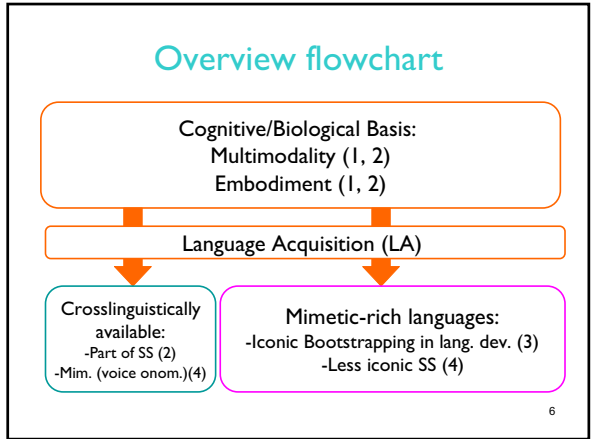 Overview flowchart
Cognitive/Biological Basis:
Multimodality (1, 2)
Embodiment (1, 2)
Language Acquisition (LA)
Crosslinguistically
available:
-Part of SS (2)
-Mim. (voice onom.)(4)
Mimetic-rich languages:
-Iconic Bootstrapping in lang. dev. (3)
-Less iconic SS (4)
6